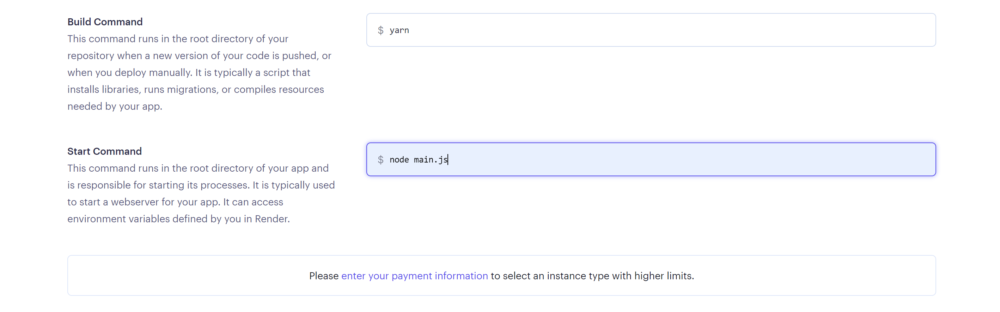 Build Command
This command runs in the root directory of your
repository when a new version of your code is pushed, or
when you deploy manually. It is typically a script that
installs libraries, runs migrations, or compiles resources
needed by your app.
$ yarn
Start Command
This command runs in the root directory of your app and
is responsible for starting its processes. It is typically used
to start a webserver for your app. It can access
environment variables defined by you in Render.
$ node main.js
Please enter your payment information to select an instance type with higher limits.